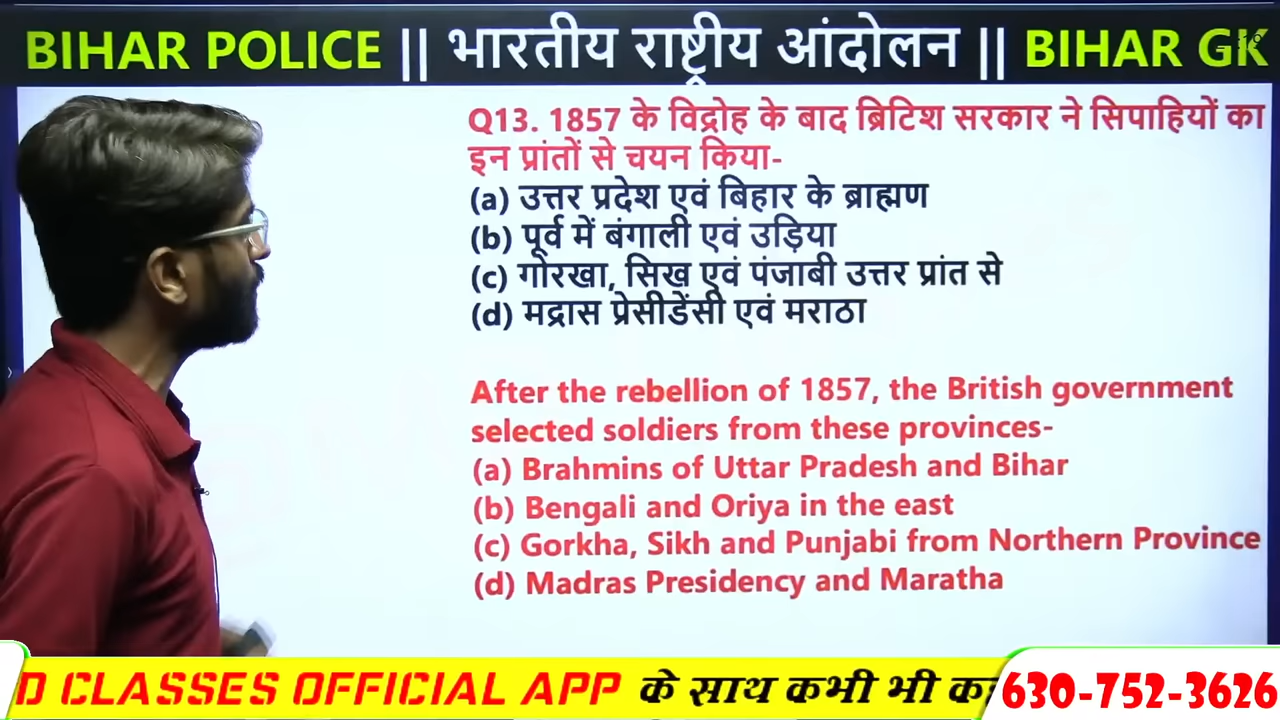 BIHAR POLICE || भारतीय राष्ट्रीय आंदोलन || BIHAR GK
Q13. 1857 के विद्रोह के बाद ब्रिटिश सरकार ने सिपाहियों का
इन प्रांतों से चयन किया-
(a) उत्तर प्रदेश एवं बिहार के ब्राह्मण
(b) पूर्व में बंगाली एवं उड़िया
(c) गोरखा, सिख एवं पंजाबी उत्तर प्रांत से
(d) मद्रास प्रेसीडेंसी एवं मराठा
After the rebellion of 1857, the British government
selected soldiers from these provinces-
(a) Brahmins of Uttar Pradesh and Bihar
(b) Bengali and Oriya in the east
(c) Gorkha, Sikh and Punjabi from Northern Province
(d) Madras Presidency and Maratha
D CLASSES OFFICIAL APP के साथ कभी भी 630-752-3626